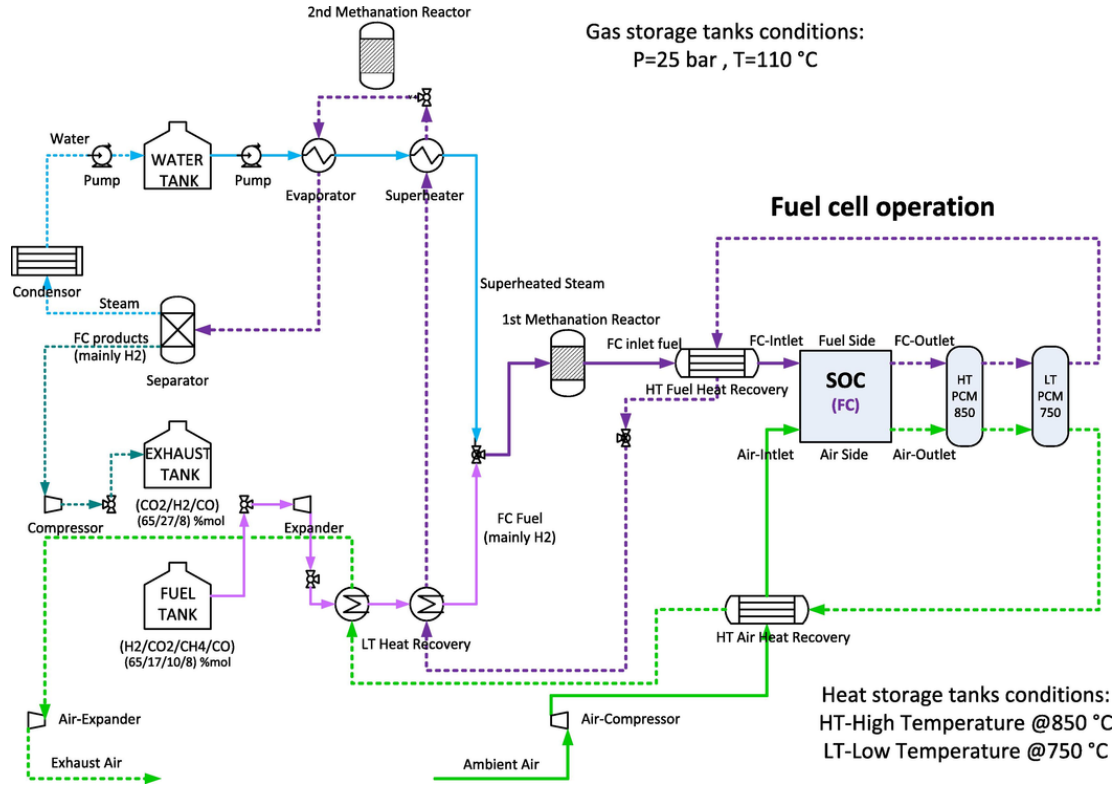 2nd Methanation Reactor
Gas storage tanks conditions:
P=25 bar , T=110 °C
Water
WATER
TANK
Pump
Pump
Evaporator
Superheater
Fuel cell operation
Condensor
Steam
Superheated Steam
FC products
(mainly H2)
Separator
1st Methanation Reactor
FC inlet fuel
HT Fuel Heat Recovery
FC-Intlet
Fuel Side
FC-Outlet
SOC
(FC)
HT
PCM
850
LT
PCM
750
Air-Intlet
Air Side
Air-Outlet
EXHAUST
TANK
(CO2/H2/CO)
(65/27/8) %mol
Compressor
Expander
FC Fuel
(mainly H2)
FUEL
TANK
(H2/CO2/CH4/CO)
(65/17/10/8) %mol
LT Heat Recovery
HT Air Heat Recovery
Air-Expander
Exhaust Air
Air-Compressor
Ambient Air
Heat storage tanks conditions:
HT-High Temperature @850 °C
LT-Low Temperature @750 °C